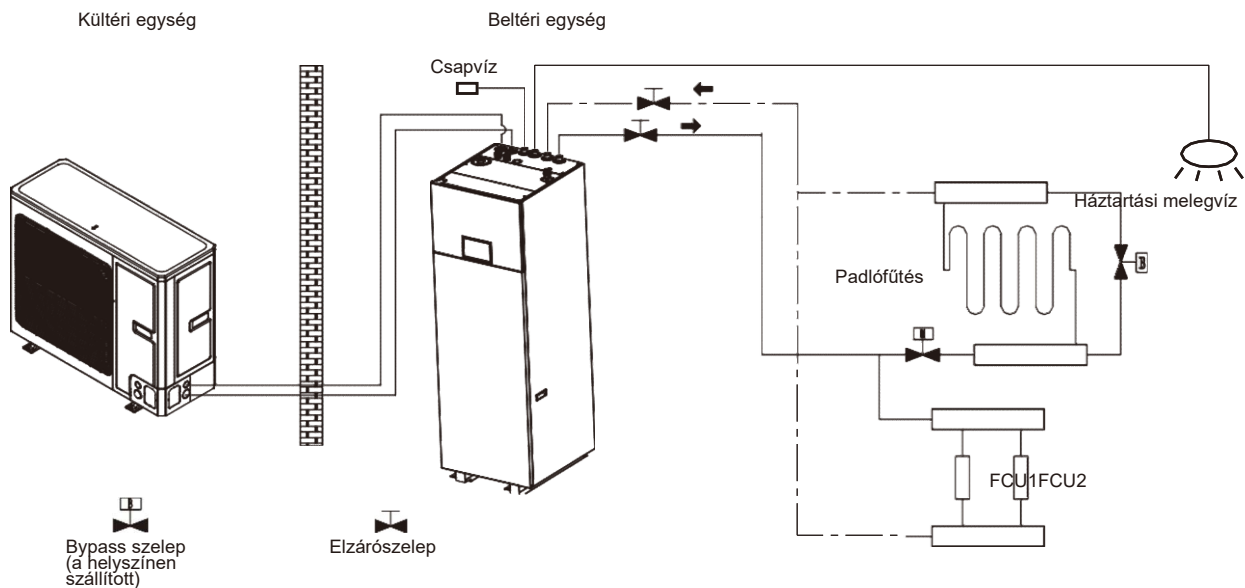 Kültéri egység
Beltéri egység
Csapvíz
Háztartási melegvíz
Padlófűtés
FCU1FCU2
Bypass szelep
(a helyszínen
szállított)
Elzárószelep